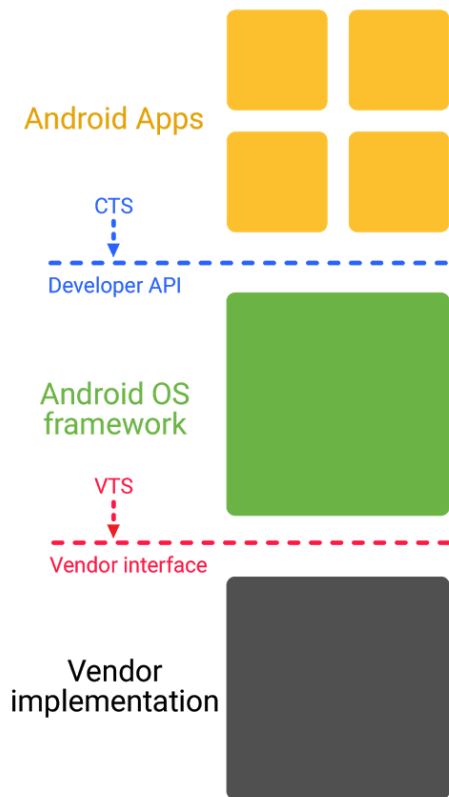 Android Apps
CTS
Developer API
Android OS
framework
VTS
Vendor interface
Vendor
implementation